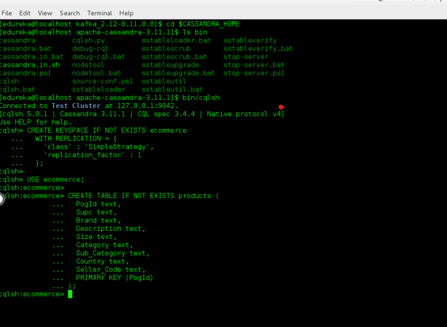 File Edit View Search Terminal Help
[edureka@localhost kafka_2.12-0.11.0.0]$ cd $CASSANDRA_HOME
[edureka@localhost apache-cassandra-3.11.1]$ ls bin
cassandra cqlsh.py sstableloader.bat sstableverify
cassandra.bat debug-cql sstablescrub sstableverify.bat
cassandra.in.bat debug-cql.bat sstablescrub.bat stop-server
cassandra.in.sh nodetool sstableupgrade stop-server.bat
cassandra.ps1 nodetool.bat sstableupgrade.bat stop-server.ps1
cqlsh source-conf.ps1 sstableutil
cqlsh.bat sstableloader sstableutil.bat
[edureka@localhost apache-cassandra-3.11.1]$ bin/cqlsh
Connected to Test Cluster at 127.0.0.1:9042.
[cqlsh 5.0.1 | Cassandra 3.11.1 | CQL spec 3.4.4 | Native protocol v4]
Use HELP for help.
cqlsh> CREATE KEYSPACE IF NOT EXISTS ecommerce
... WITH REPLICATION = {
... 'class' : 'SimpleStrategy',
... 'replication_factor' : 1
... };
cqlsh>
cqlsh> USE ecommerce;
cqlsh:ecommerce>
cqlsh:ecommerce> CREATE TABLE IF NOT EXISTS products (
... PogId text,
... Supc text,
... Brand text,
... Description text,
... Size text,
... Category text,
... Sub_Category text,
... Country text,
... Seller_Code text,
... PRIMARY KEY (PogId)
... );
cqlsh:ecommerce>